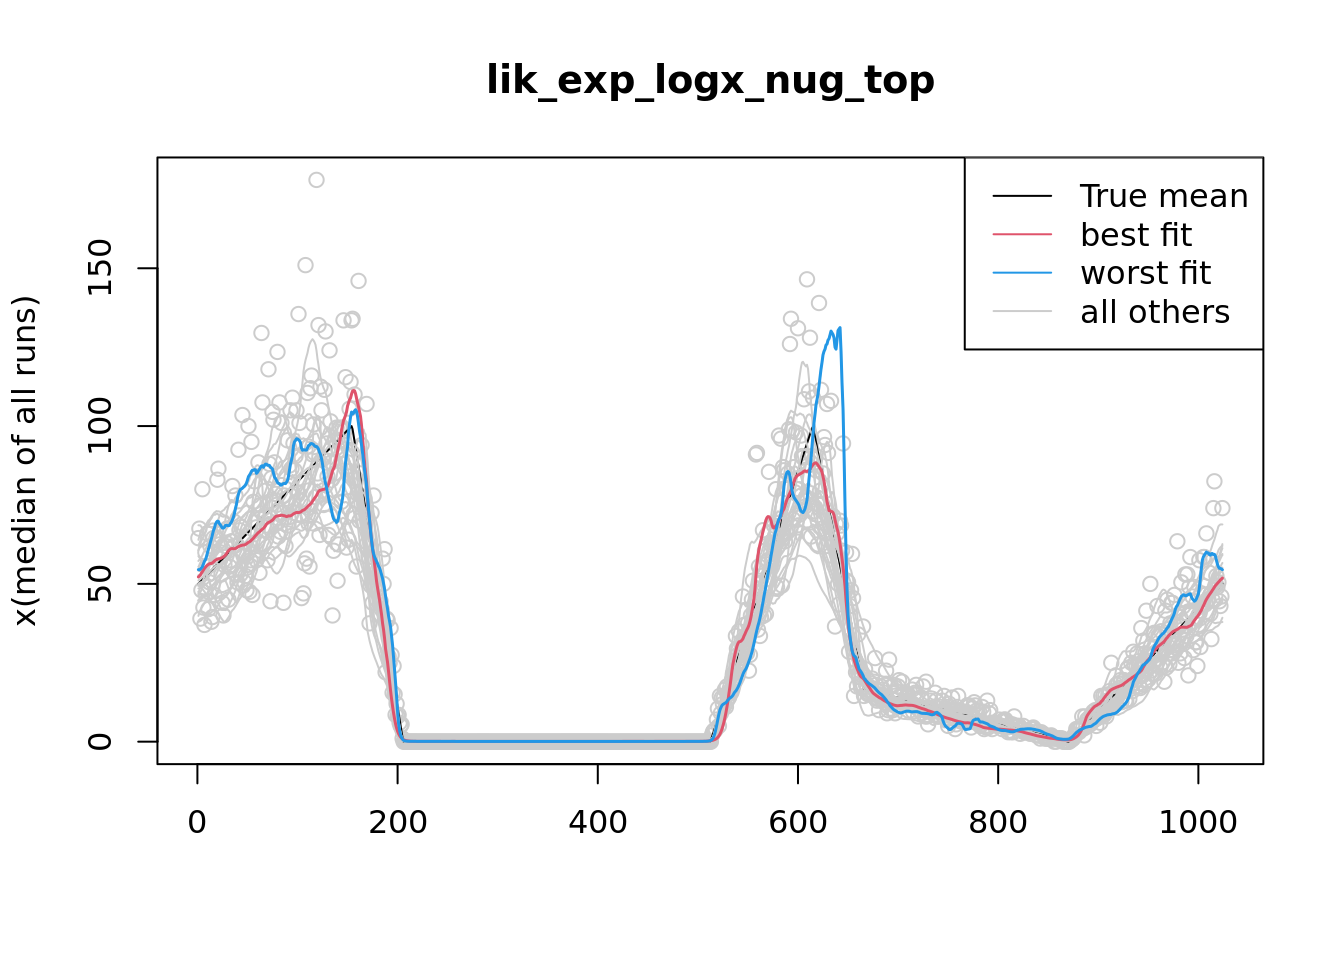 lik_exp_logx_nug_top
True mean
best fit
worst fit
all others
x(median of all runs)
150
100
50
0
0 200 400 600 800 1000